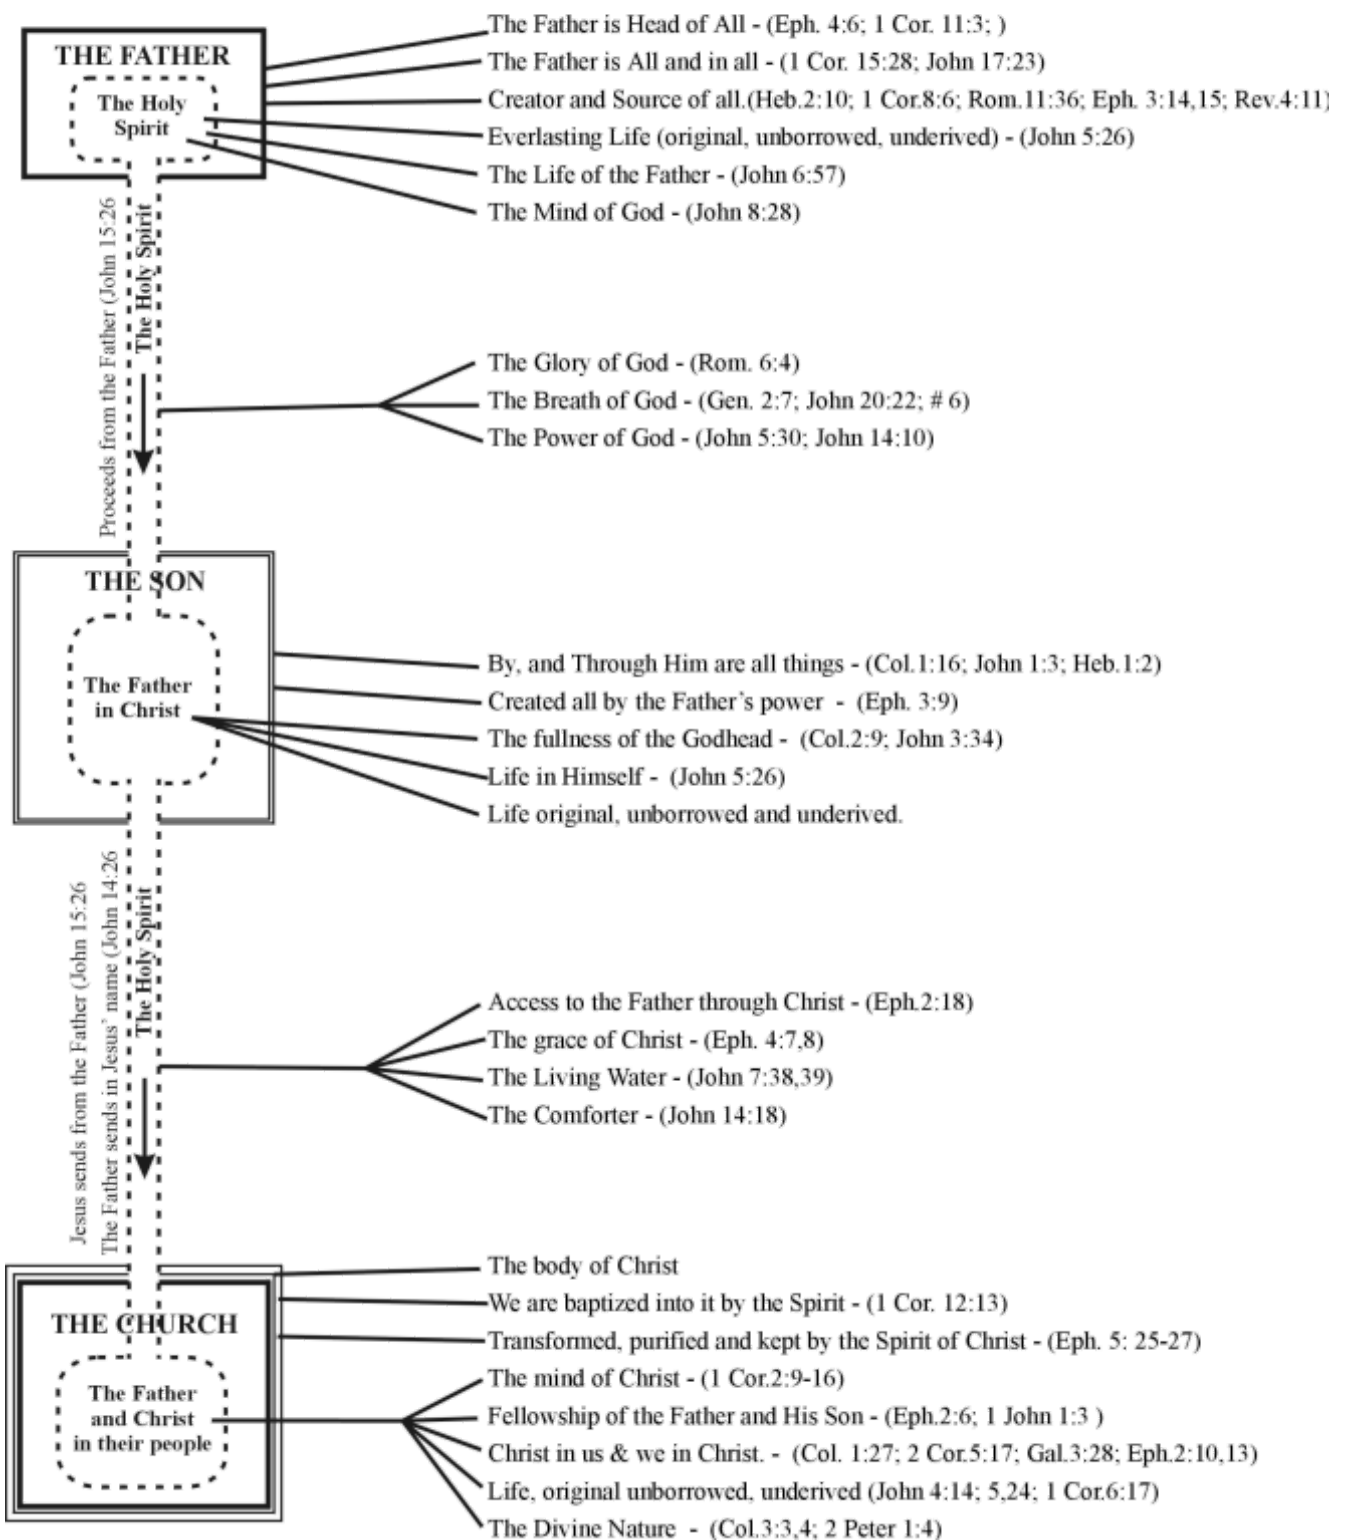 THE FATHER
The Holy
Spirit
The Father is Head of All - (Eph. 4:6; 1 Cor. 11:3; )
The Father is All and in all - (1 Cor. 15:28; John 17:23)
Creator and Source of all.(Heb.2:10; 1 Cor.8:6; Rom.11:36; Eph. 3:14,15; Rev.4:11)
Everlasting Life (original, unborrowed, underived) - (John 5:26)
The Life of the Father - (John 6:57)
The Mind of God - (John 8:28)
Proceeds from the Father (John 15:26
The Holy Spirit
The Glory of God - (Rom. 6:4)
The Breath of God - (Gen. 2:7; John 20:22; # 6)
The Power of God - (John 5:30; John 14:10)
THE SON
The Father
in Christ
By, and Through Him are all things - (Col.1:16; John 1:3; Heb.1:2)
Created all by the Father's power - (Eph. 3:9)
The fullness of the Godhead - (Col.2:9; John 3:34)
Life in Himself - (John 5:26)
Life original, unborrowed and underived.
Jesus sends from the Father (John 15:26
The Father sends in Jesus' name (John 14:26
The Holy Spirit
Access to the Father through Christ - (Eph.2:18)
The grace of Christ - (Eph. 4:7,8)
The Living Water - (John 7:38,39)
The Comforter - (John 14:18)
THE CHURCH
The Father
and Christ
in their people
The body of Christ
We are baptized into it by the Spirit - (1 Cor. 12:13)
Transformed, purified and kept by the Spirit of Christ - (Eph. 5: 25-27)
The mind of Christ - (1 Cor.2:9-16)
Fellowship of the Father and His Son - (Eph.2:6; 1 John 1:3 )
Christ in us & we in Christ. - (Col. 1:27; 2 Cor.5:17; Gal.3:28; Eph.2:10,13)
Life, original unborrowed, underived (John 4:14; 5,24; 1 Cor.6:17)
The Divine Nature - (Col.3:3,4; 2 Peter 1:4)